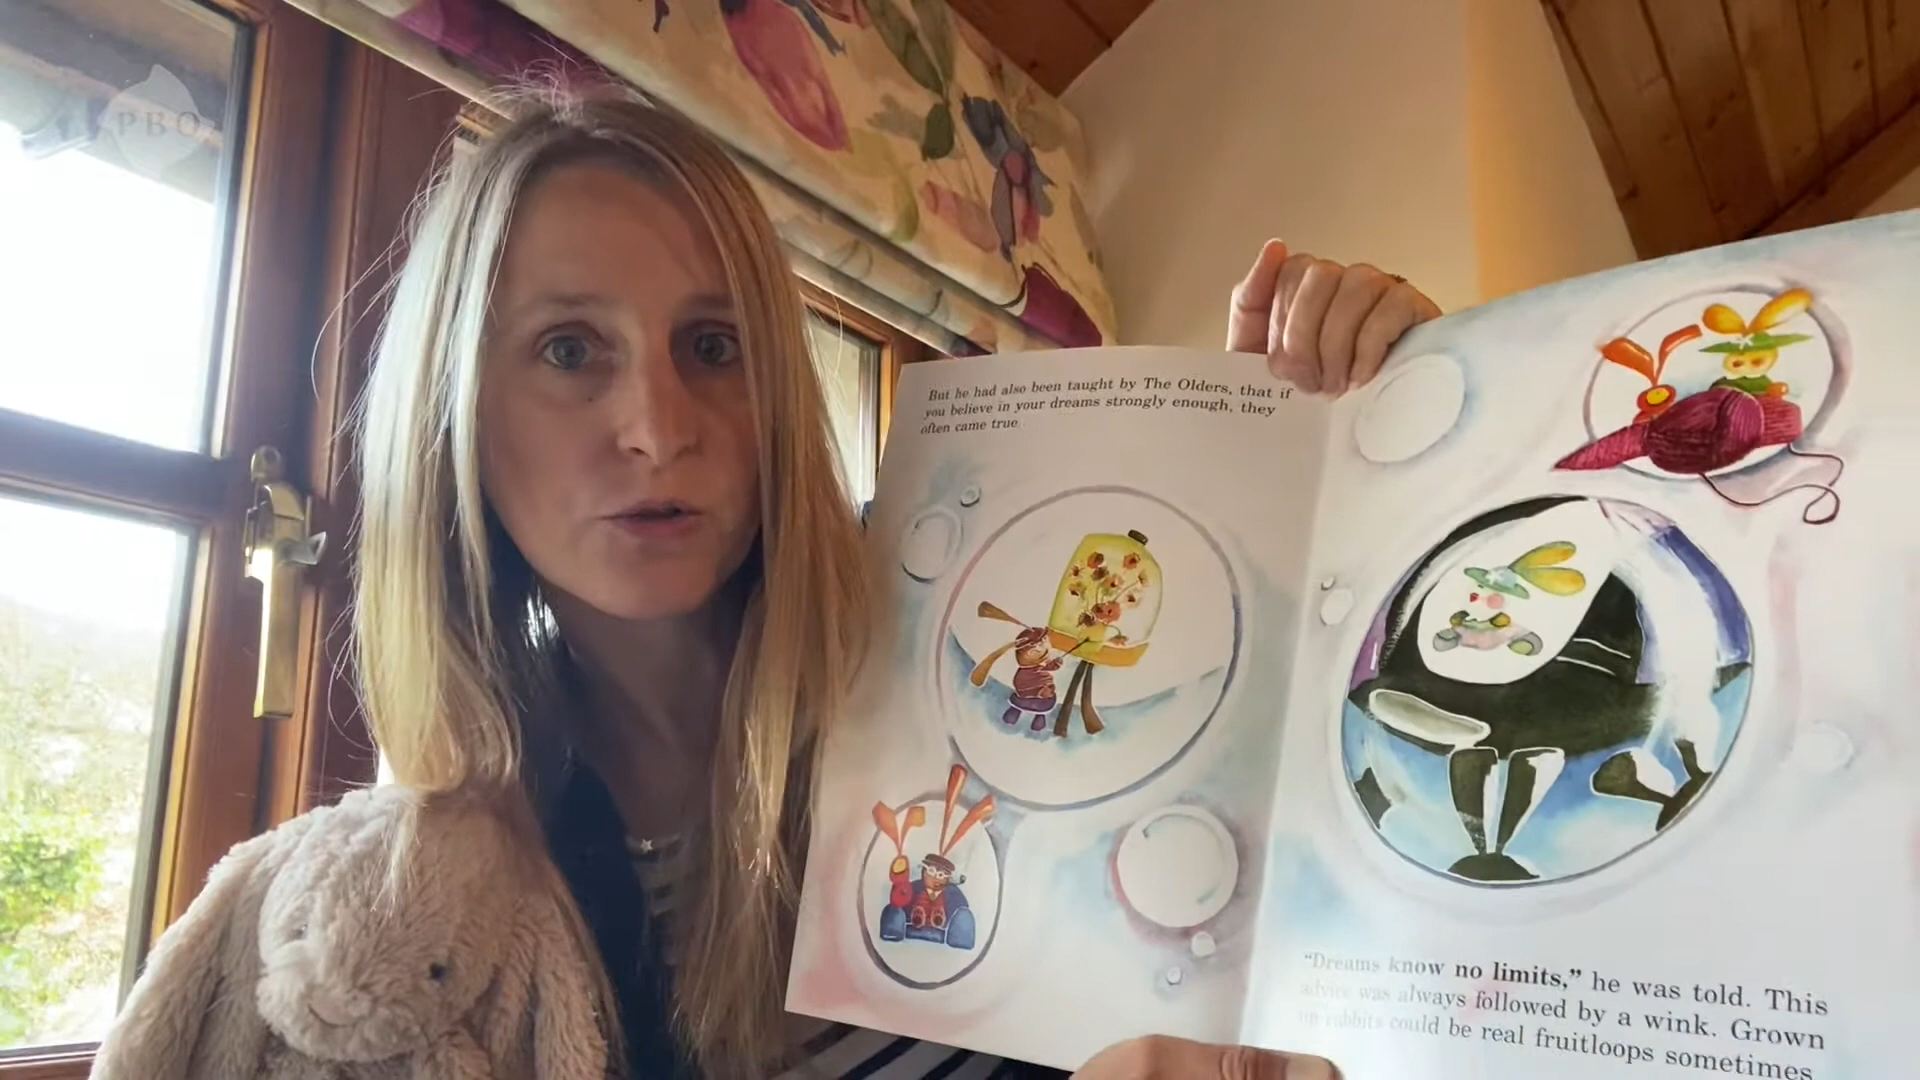 PBO
But he had also been taught by The Olders, that if
you believe in your dreams strongly enough, they
often came true
“Dreams know no limits,” he was told. This
advice was always followed by a wink. Grown
up rabbits could be real fruitloops sometimes